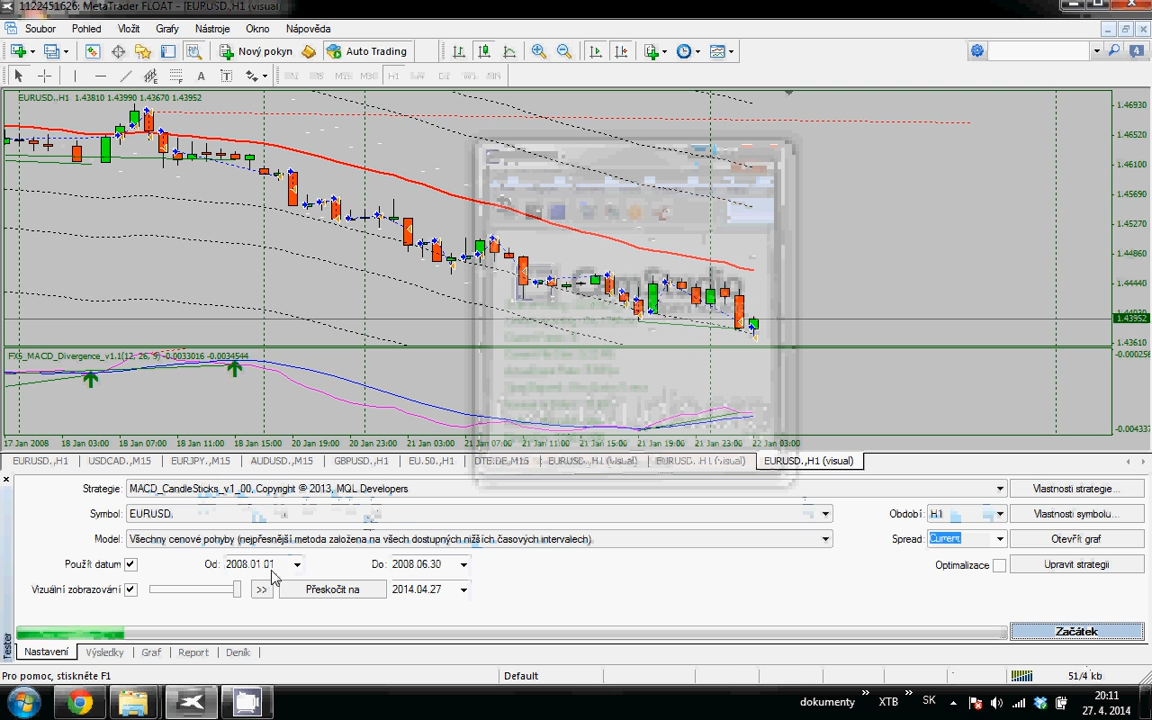 1122451626: MetaTrader FLOAT - [EURUSD.,H1 (visual)]
Soubor Pohled Vložit Grafy Nástroje Okno Nápověda
Nový pokyn Auto Trading 4
A T M15 M30 H1
EURUSD.,H1 1.43810 1.43990 1.43670 1.43952
1.46930
1.46520
1.46100
1.45690
1.45270
1.44860
1.44440
1.43952
1.43610
FX5_MACD_Divergence_v1.1(12, 26, 9) -0.0033016 -0.0034544
17 Jan 2008 18 Jan 03:00 18 Jan 07:00 18 Jan 11:00 18 Jan 15:00 20 Jan 19:00 20 Jan 23:00 21 Jan 03:00 21 Jan 07:00 21 Jan 11:00 21 Jan 15:00 21 Jan 19:00 21 Jan 23:00 22 Jan 03:00
EURUSD.,H1 USDCAD.,M15 EURJPY.,M15 AUDUSD.,M15 GBPUSD.,H1 EU.50.,H1 DTE.DE,M15 EURUSD.,H1 (visual) EURUSD.,H1 (visual) EURUSD.,H1 (visual)
Strategie: MACD_CandleSticks_v1_00, Copyright © 2013, MQL Developers Vlastnosti strategie...
Symbol: EURUSD. Období: H1 Vlastnosti symbolu...
Model: Všechny cenové pohyby (nejpřesnější metoda založena na všech dostupných nižších časových intervalech) Spread: Current Otevřít graf
Použít datum Od: 2008.01.01 Do: 2008.06.30 Optimalizace Upravit strategii
Vizuální zobrazování >> Přeskočit na 2014.04.27
Začátek
Tester
Nastavení Výsledky Graf Report Deník
Pro pomoc, stiskněte F1 Default 51/4 kb
dokumenty » XTB » SK 20:11
27. 4. 2014